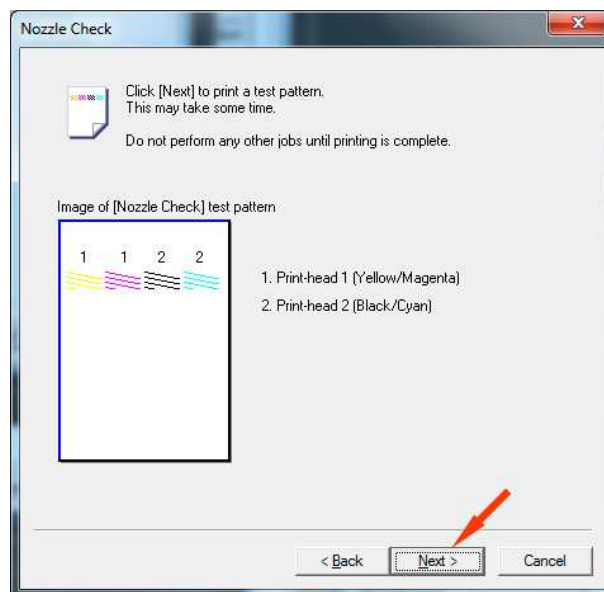 Nozzle Check
Click [Next] to print a test pattern.
This may take some time.
Do not perform any other jobs until printing is complete.
Image of [Nozzle Check] test pattern
1 1 2 2
1. Print-head 1 (Yellow/Magenta)
2. Print-head 2 (Black/Cyan)
< Back Next > Cancel